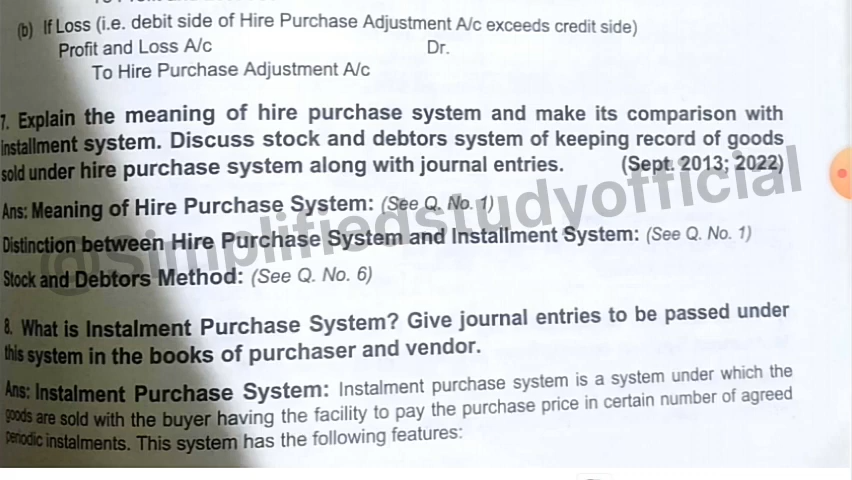 (b) If Loss (i.e. debit side of Hire Purchase Adjustment A/c exceeds credit side)
Profit and Loss A/c Dr.
To Hire Purchase Adjustment A/c
7. Explain the meaning of hire purchase system and make its comparison with
installment system. Discuss stock and debtors system of keeping record of goods
sold under hire purchase system along with journal entries. (Sept. 2013; 2022)
Ans: Meaning of Hire Purchase System: (See Q. No. 1)
Distinction between Hire Purchase System and Installment System: (See Q. No. 1)
Stock and Debtors Method: (See Q. No. 6)
@simplifiedstudyofficial
8. What is Instalment Purchase System? Give journal entries to be passed under
this system in the books of purchaser and vendor.
Ans: Instalment Purchase System: Instalment purchase system is a system under which the
goods are sold with the buyer having the facility to pay the purchase price in certain number of agreed
periodic instalments. This system has the following features: